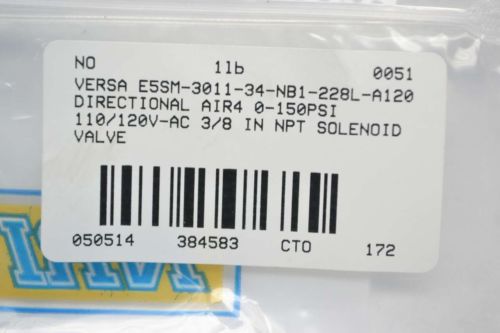 NO 1lb 0051
VERSA E5SM-3011-34-NB1-228L-A120
DIRECTIONAL AIR4 0-150PSI
110/120V-AC 3/8 IN NPT SOLENOID
VALVE
050514 384583 CTO 172